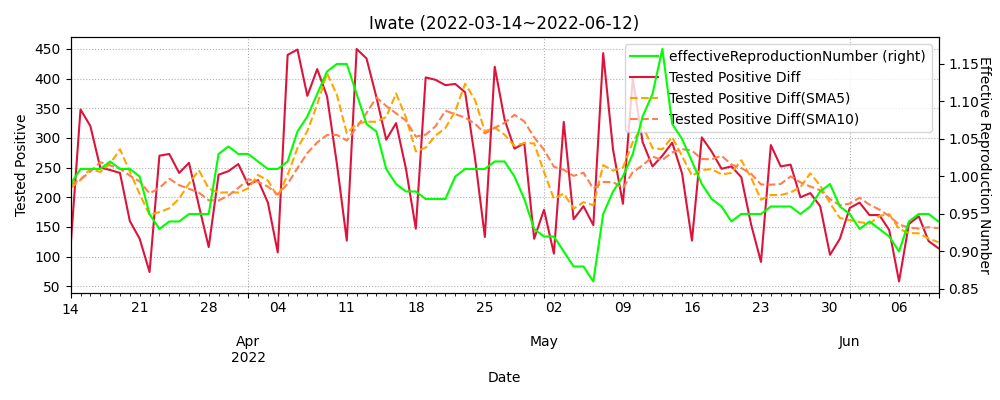 Iwate (2022-03-14~2022-06-12)
effectiveReproductionNumber (right)
Tested Positive Diff
Tested Positive Diff(SMA5)
Tested Positive Diff(SMA10)
Tested Positive
450
400
350
300
250
200
150
100
50
1.15
1.10
1.05
1.00
0.95
0.90
0.85
Effective Reproduction Number
14 21 28 04 11 18 25 02 09 16 23 30 06
Apr May Jun
2022
Date